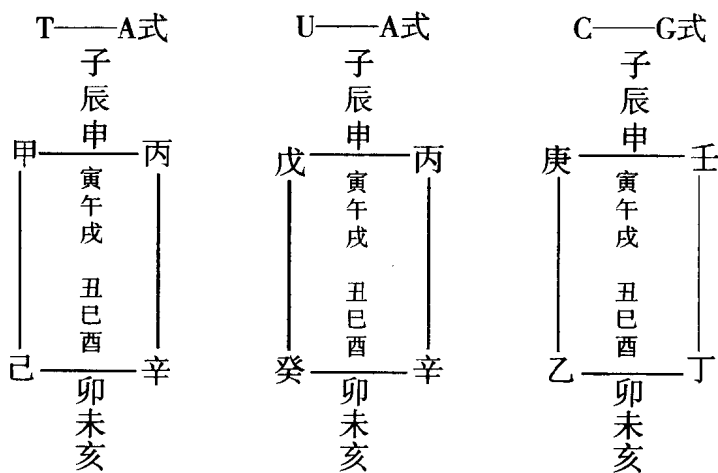 T——A式
子
辰
申
甲 丙
寅
午
戌
丑
巳
酉
己 辛
卯
未
亥
U——A式
子
辰
申
戊 丙
寅
午
戌
丑
巳
酉
癸 辛
卯
未
亥
C——G式
子
辰
申
庚 壬
寅
午
戌
丑
巳
酉
乙 丁
卯
未
亥